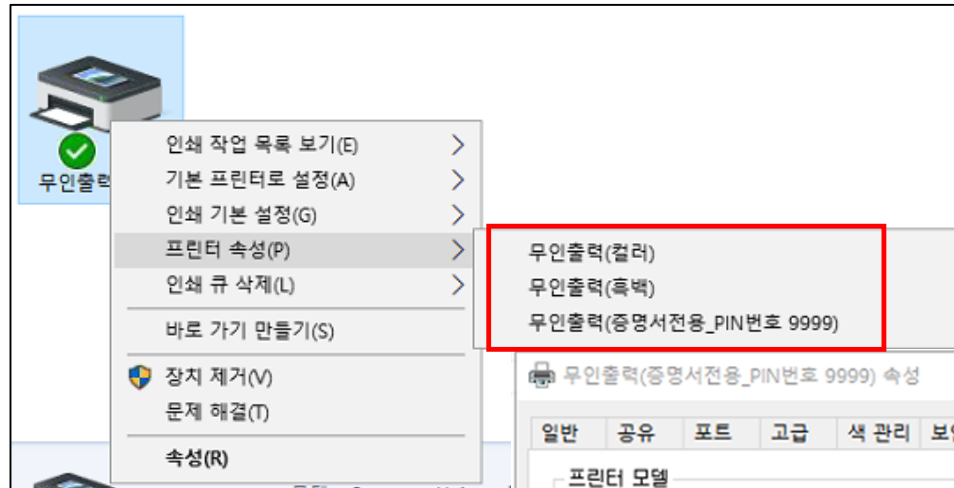 무인출력
인쇄 작업 목록 보기(E)
기본 프린터로 설정(A)
인쇄 기본 설정(G)
프린터 속성(P)
인쇄 큐 삭제(L)
바로 가기 만들기(S)
장치 제거(V)
문제 해결(T)
속성(R)
무인출력(컬러)
무인출력(흑백)
무인출력(증명서전용_PIN번호 9999)
무인출력(증명서전용_PIN번호 9999) 속성
일반 공유 포트 고급 색 관리
프린터 모델